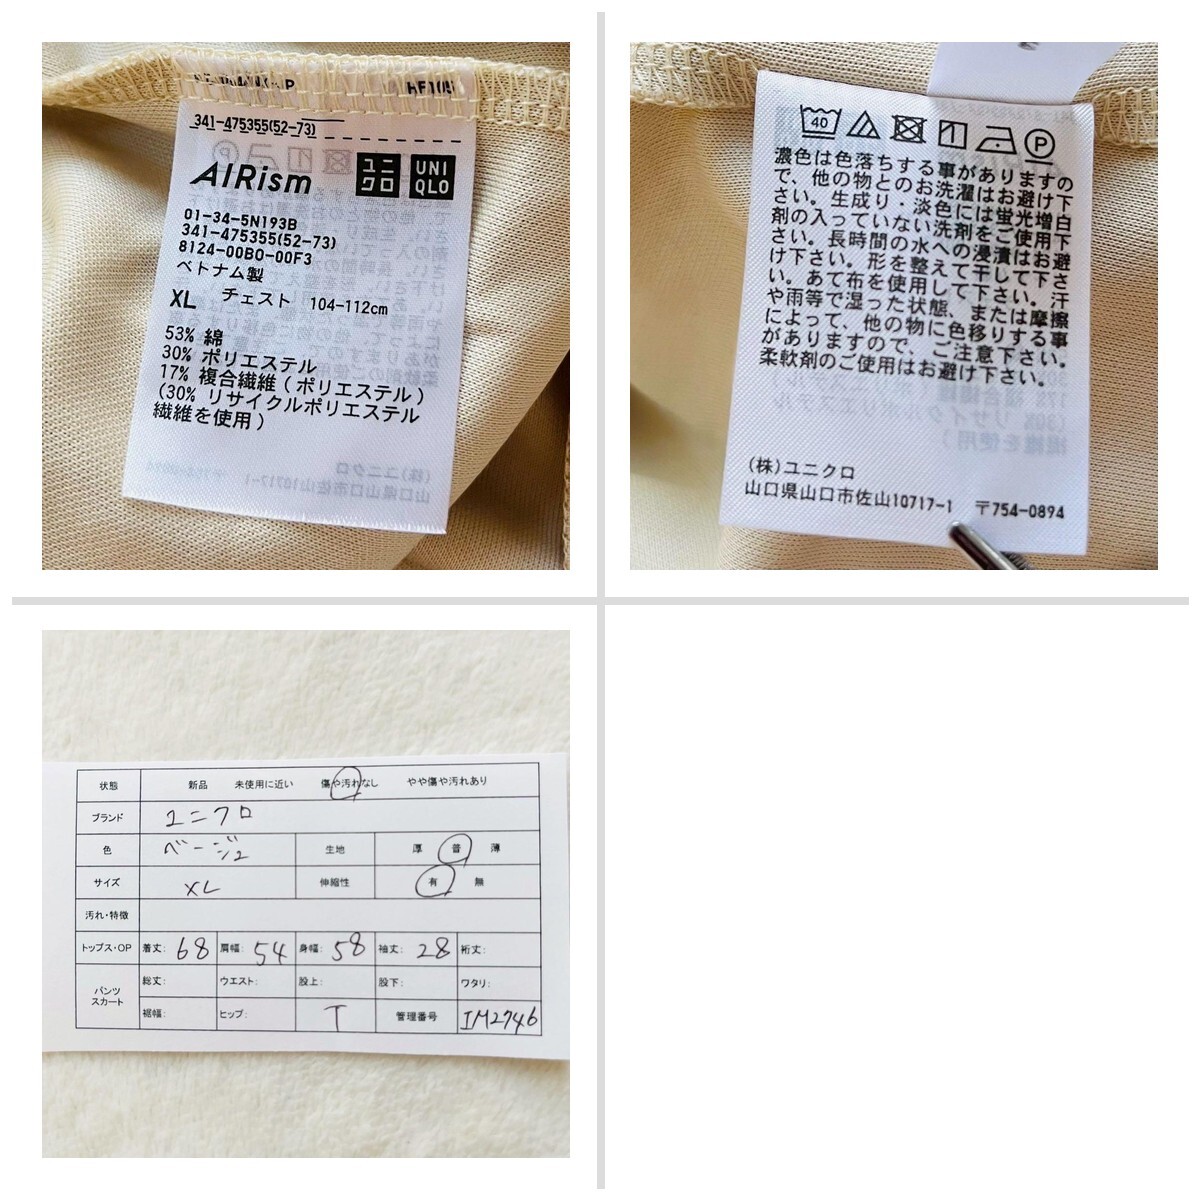 HF105
341-475355(52-73)
AIRism ユニクロ UNIQLO
01-34-5N193B
341-475355(52-73)
8124-00B0-00F3
ベトナム製
XL チェスト 104-112cm
53% 綿
30% ポリエステル
17% 複合繊維(ポリエステル)
(30% リサイクルポリエステル
繊維を使用)
40 P
濃色は色落ちする事がありますの
で、他の物とのお洗濯はお避け下
さい。生成り・淡色には蛍光増白
剤の入っていない洗剤をご使用下
さい。長時間の水への浸漬はお避
け下さい。形を整えて干して下さ
い。あて布を使用して下さい。汗
や雨等で湿った状態、または摩擦
によって、他の物に色移りする事
がありますので、ご注意下さい。
柔軟剤のご使用はお避け下さい。
(株)ユニクロ
山口県山口市佐山10717-1 〒754-0894
状態 新品 未使用に近い 傷や汚れなし やや傷や汚れあり
ブランド ユニクロ
色 ベージュ 生地 厚 普 薄
サイズ XL 伸縮性 有 無
汚れ・特徴
トップス・OP 着丈: 68 肩幅: 54 身幅: 58 袖丈: 28 裄丈:
パンツ スカート 総丈: ウエスト: 股上: 股下: ワタリ:
裾幅: ヒップ: T 管理番号 IM2746